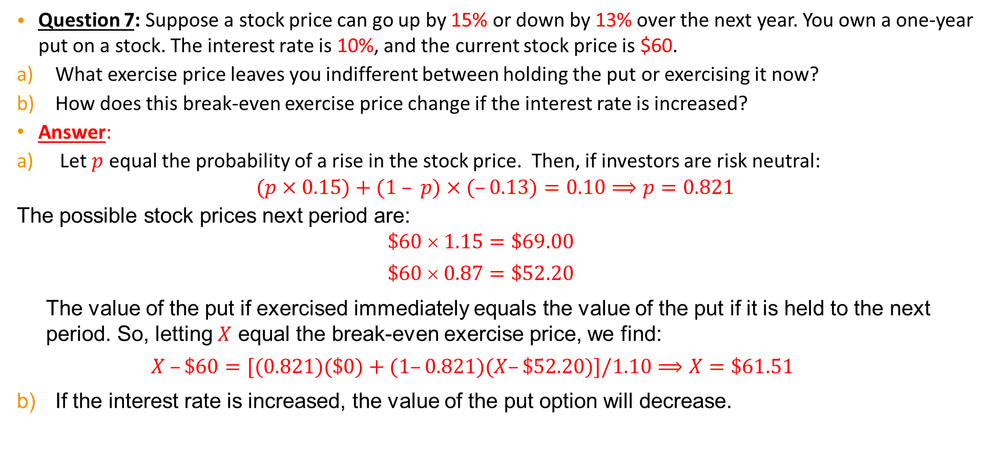 • Question 7: Suppose a stock price can go up by 15% or down by 13% over the next year. You own a one-year
put on a stock. The interest rate is 10%, and the current stock price is $60.
a) What exercise price leaves you indifferent between holding the put or exercising it now?
b) How does this break-even exercise price change if the interest rate is increased?
• Answer:
a) Let p equal the probability of a rise in the stock price. Then, if investors are risk neutral:
(p × 0.15) + (1 – p) × (– 0.13) = 0.10 ⟹ p = 0.821
The possible stock prices next period are:
$60 × 1.15 = $69.00
$60 × 0.87 = $52.20
The value of the put if exercised immediately equals the value of the put if it is held to the next
period. So, letting X equal the break-even exercise price, we find:
X – $60 = [(0.821)($0) + (1– 0.821)(X– $52.20)]/1.10 ⟹ X = $61.51
b) If the interest rate is increased, the value of the put option will decrease.